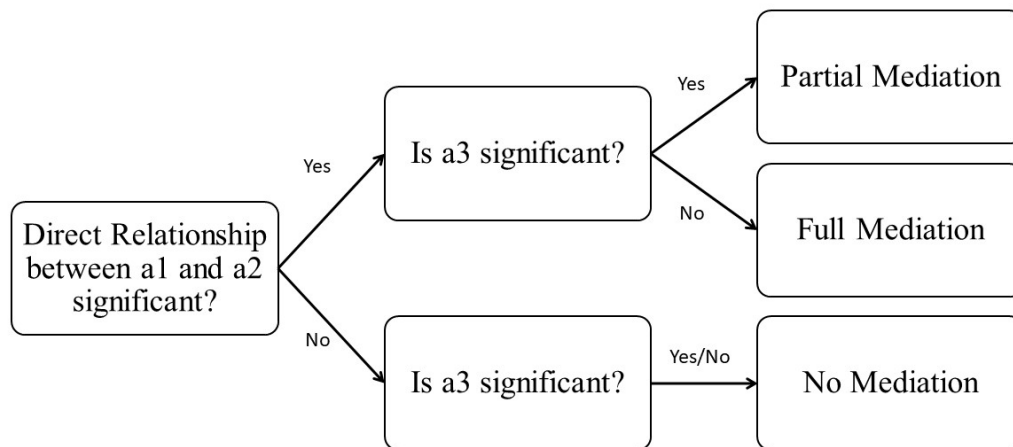 Direct Relationship
between a1 and a2
significant?
Yes
No
Is a3 significant?
Yes
No
Partial Mediation
Full Mediation
Is a3 significant?
Yes/No
No Mediation